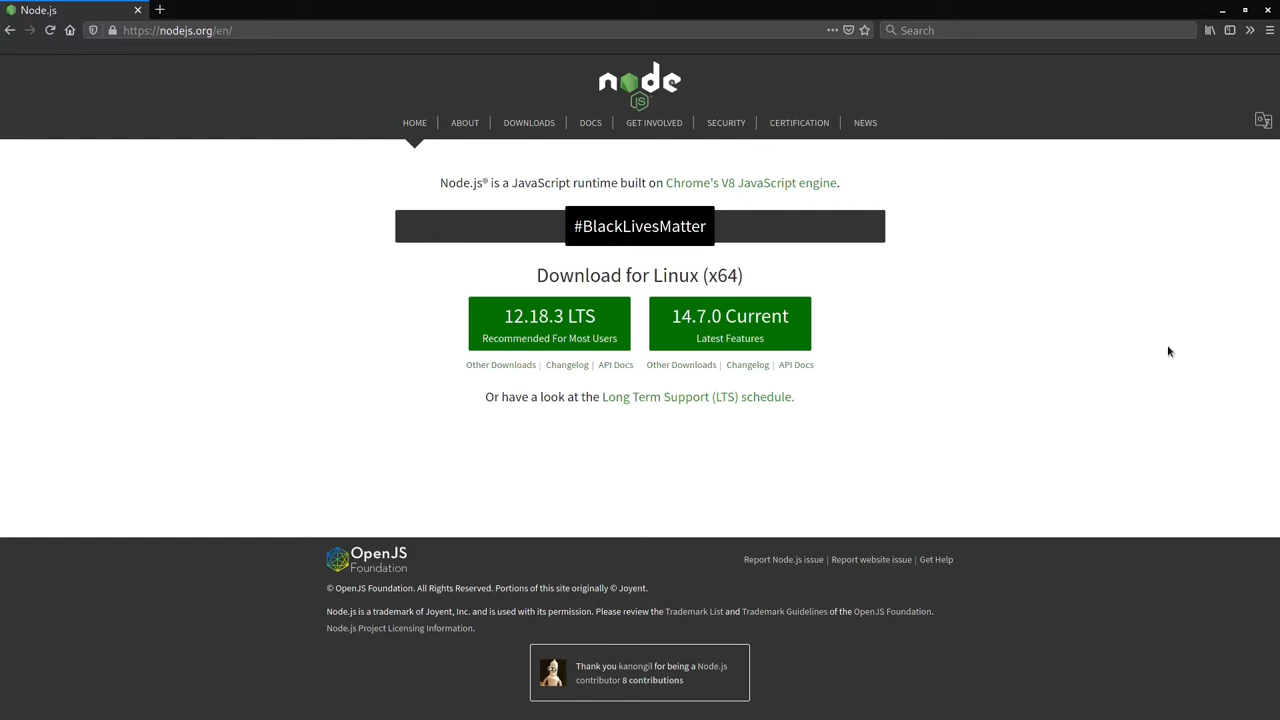 Node.js
https://nodejs.org/en/
Search
node
JS
HOME
ABOUT
DOWNLOADS
DOCS
GET INVOLVED
SECURITY
CERTIFICATION
NEWS
Node.js® is a JavaScript runtime built on Chrome's V8 JavaScript engine.
#BlackLivesMatter
Download for Linux (x64)
12.18.3 LTS
Recommended For Most Users
14.7.0 Current
Latest Features
Other Downloads | Changelog | API Docs
Other Downloads | Changelog | API Docs
Or have a look at the Long Term Support (LTS) schedule.
OpenJS
Foundation
Report Node.js issue | Report website issue | Get Help
© OpenJS Foundation. All Rights Reserved. Portions of this site originally © Joyent.
Node.js is a trademark of Joyent, Inc. and is used with its permission. Please review the Trademark List and Trademark Guidelines of the OpenJS Foundation.
Node.js Project Licensing Information.
Thank you kanongil for being a Node.js
contributor 8 contributions